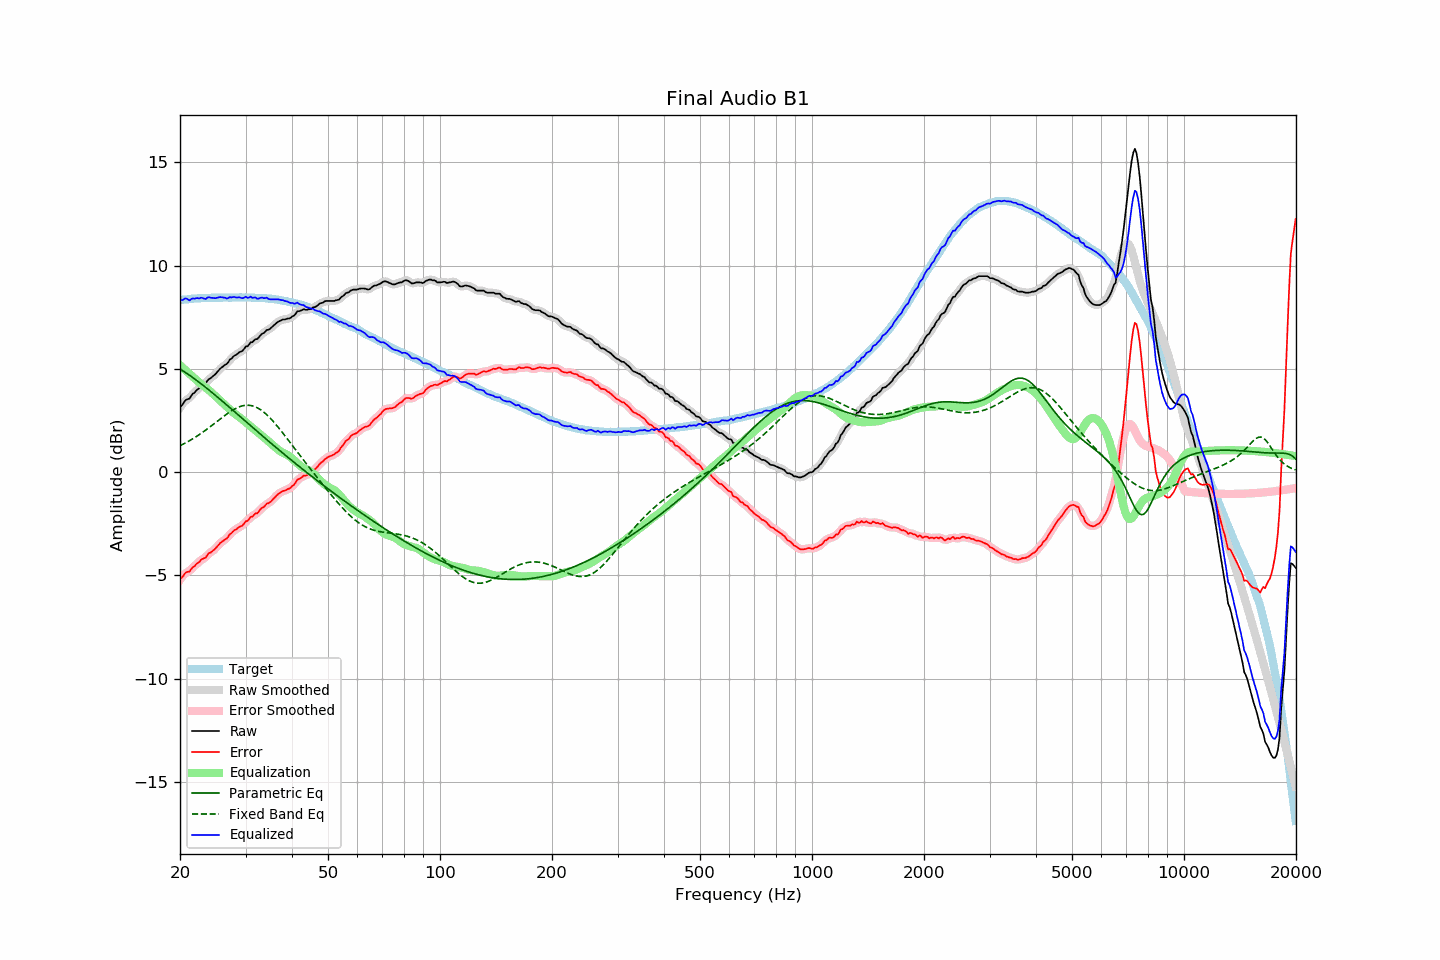 Final Audio B1
Amplitude (dBr)
15
10
5
0
−5
−10
−15
Target
Raw Smoothed
Error Smoothed
Raw
Error
Equalization
Parametric Eq
Fixed Band Eq
Equalized
20 50 100 200 500 1000 2000 5000 10000 20000
Frequency (Hz)